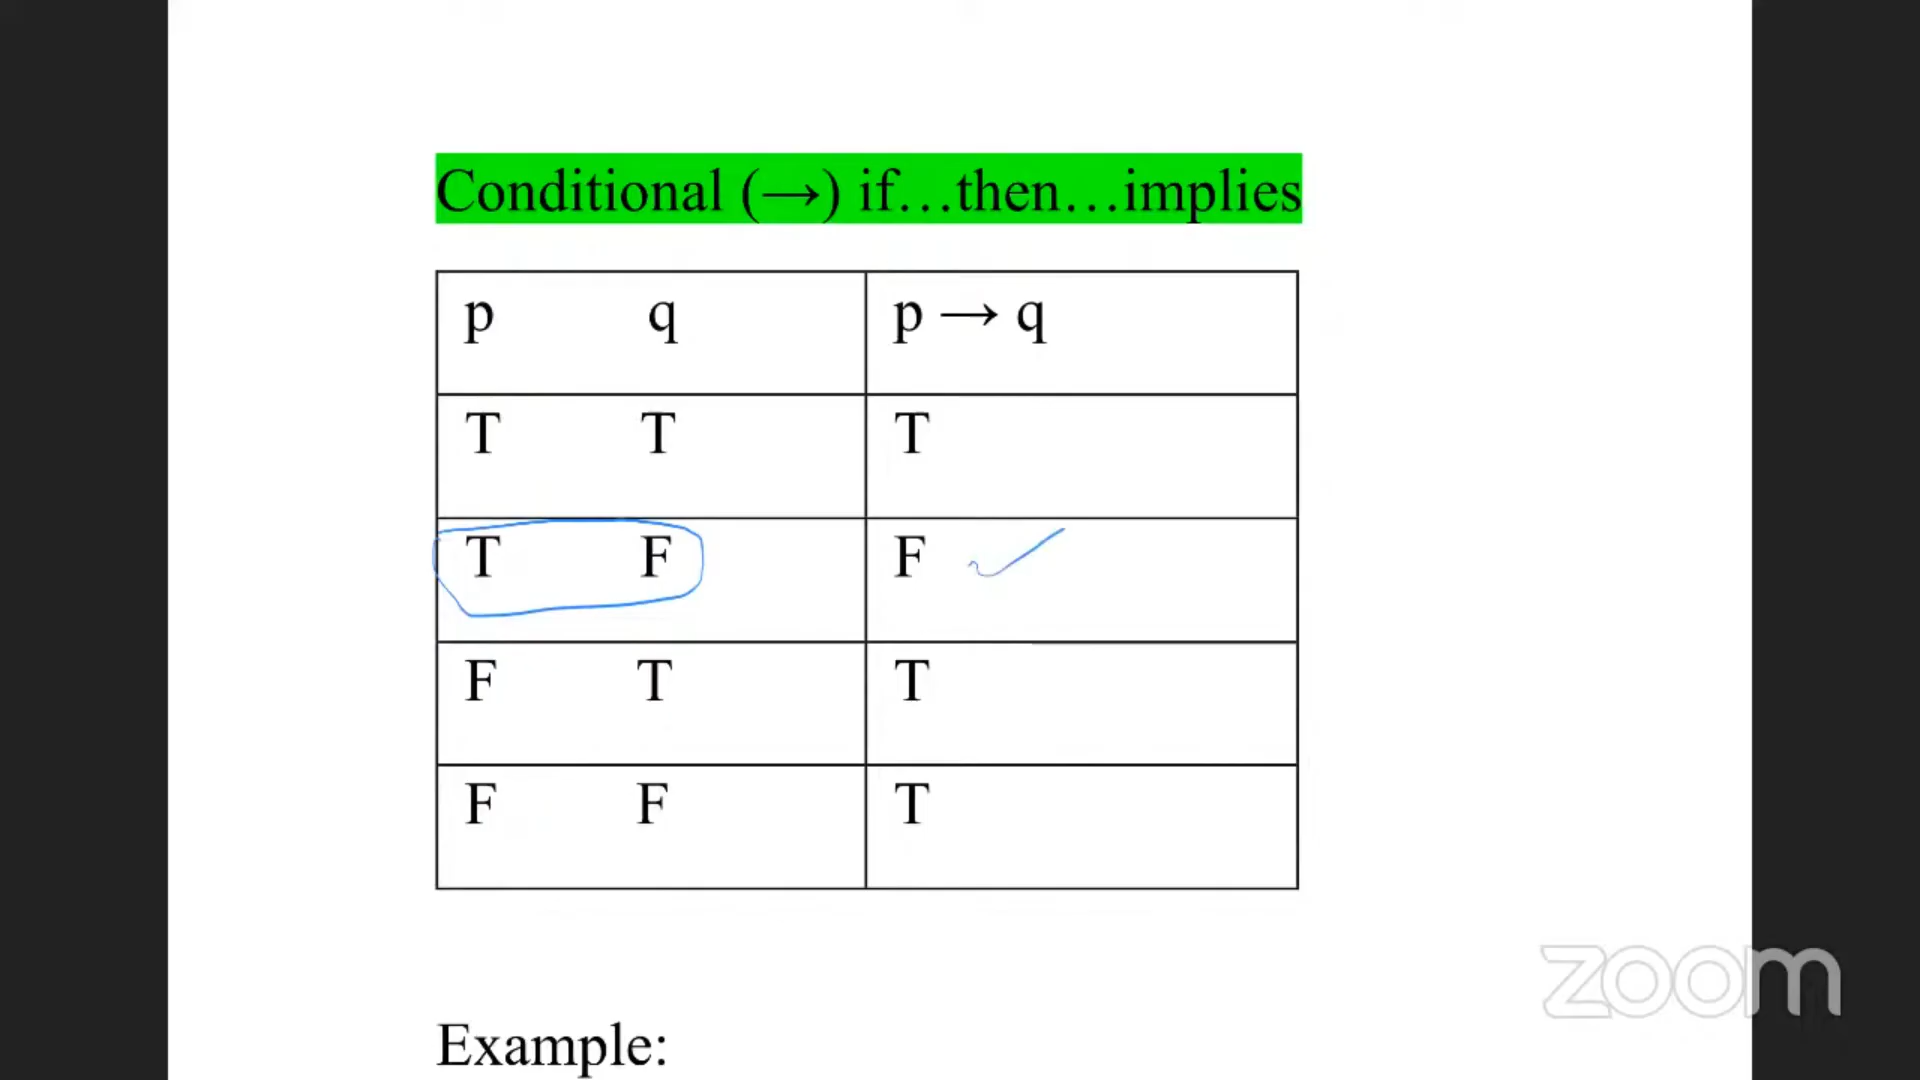 Conditional (→) if…then…implies
p q p → q
T T T
T F F
F T T
F F T
zoom
Example: